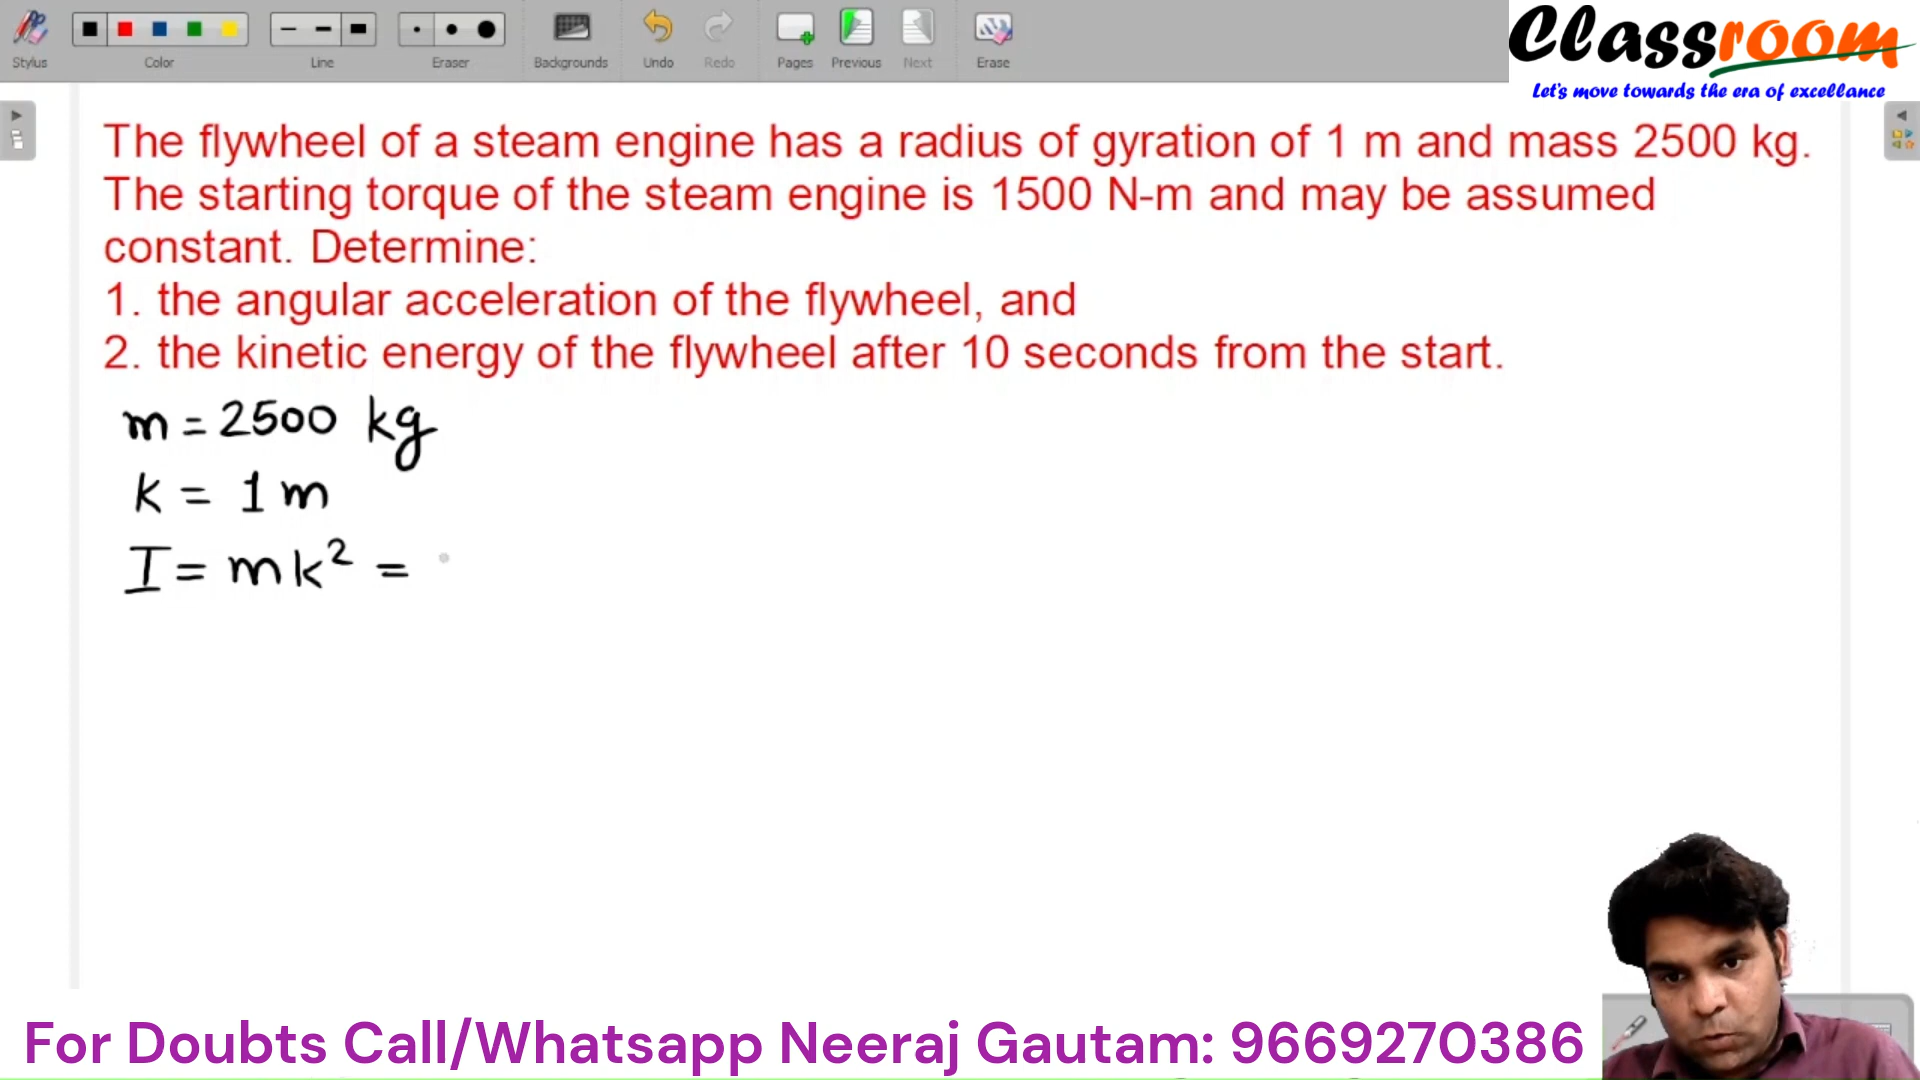 Stylus
Color
Line
Eraser
Backgrounds
Undo
Redo
Pages
Previous
Next
Erase
Classroom
Let's move towards the era of excellance
The flywheel of a steam engine has a radius of gyration of 1 m and mass 2500 kg.
The starting torque of the steam engine is 1500 N-m and may be assumed
constant. Determine:
1. the angular acceleration of the flywheel, and
2. the kinetic energy of the flywheel after 10 seconds from the start.
m = 2500 kg
k = 1 m
I = mk² =
For Doubts Call/Whatsapp Neeraj Gautam: 9669270386